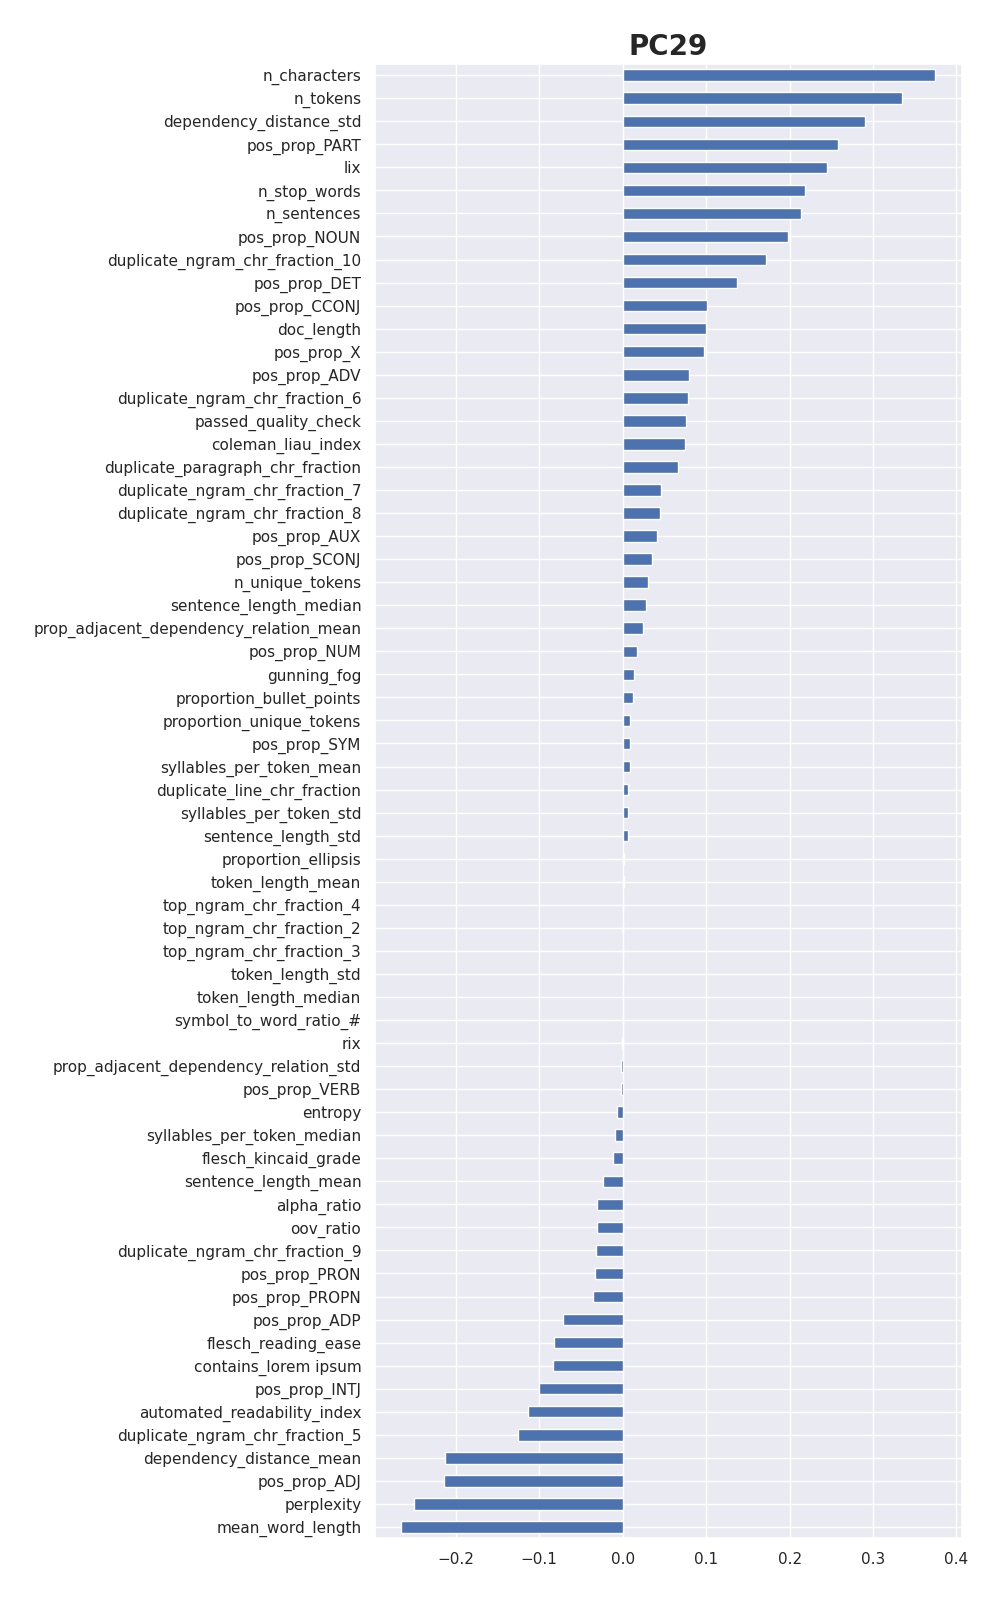 PC29
n_characters
n_tokens
dependency_distance_std
pos_prop_PART
lix
n_stop_words
n_sentences
pos_prop_NOUN
duplicate_ngram_chr_fraction_10
pos_prop_DET
pos_prop_CCONJ
doc_length
pos_prop_X
pos_prop_ADV
duplicate_ngram_chr_fraction_6
passed_quality_check
coleman_liau_index
duplicate_paragraph_chr_fraction
duplicate_ngram_chr_fraction_7
duplicate_ngram_chr_fraction_8
pos_prop_AUX
pos_prop_SCONJ
n_unique_tokens
sentence_length_median
prop_adjacent_dependency_relation_mean
pos_prop_NUM
gunning_fog
proportion_bullet_points
proportion_unique_tokens
pos_prop_SYM
syllables_per_token_mean
duplicate_line_chr_fraction
syllables_per_token_std
sentence_length_std
proportion_ellipsis
token_length_mean
top_ngram_chr_fraction_4
top_ngram_chr_fraction_2
top_ngram_chr_fraction_3
token_length_std
token_length_median
symbol_to_word_ratio_#
rix
prop_adjacent_dependency_relation_std
pos_prop_VERB
entropy
syllables_per_token_median
flesch_kincaid_grade
sentence_length_mean
alpha_ratio
oov_ratio
duplicate_ngram_chr_fraction_9
pos_prop_PRON
pos_prop_PROPN
pos_prop_ADP
flesch_reading_ease
contains_lorem ipsum
pos_prop_INTJ
automated_readability_index
duplicate_ngram_chr_fraction_5
dependency_distance_mean
pos_prop_ADJ
perplexity
mean_word_length
−0.2 −0.1 0.0 0.1 0.2 0.3 0.4